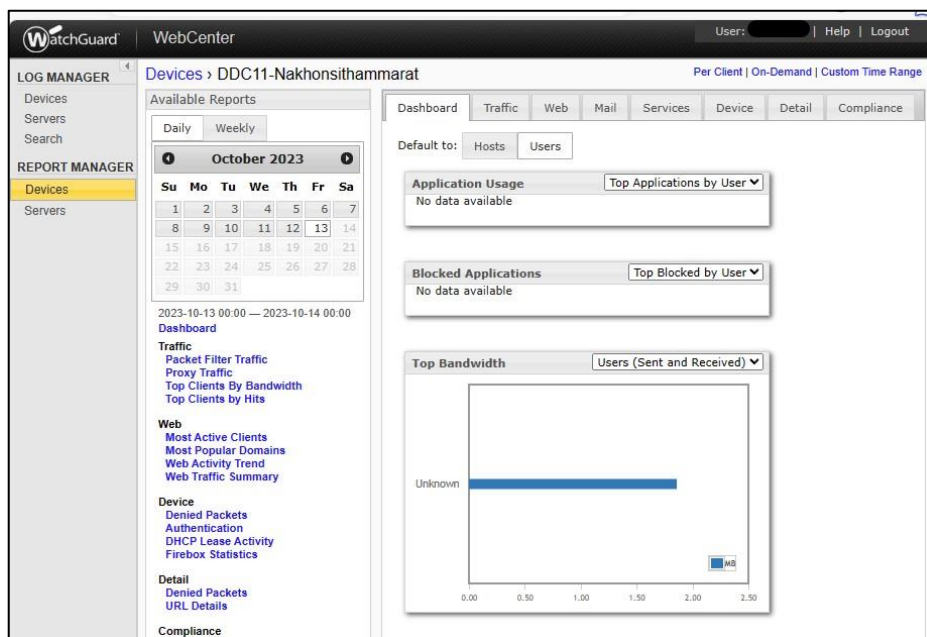 WatchGuard WebCenter
User: | Help | Logout
LOG MANAGER
Devices
Servers
Search
REPORT MANAGER
Devices
Servers
Devices › DDC11-Nakhonsithammarat
Per Client | On-Demand | Custom Time Range
Available Reports
Daily Weekly
October 2023
Su Mo Tu We Th Fr Sa
1 2 3 4 5 6 7
8 9 10 11 12 13 14
15 16 17 18 19 20 21
22 23 24 25 26 27 28
29 30 31
2023-10-13 00:00 — 2023-10-14 00:00
Dashboard
Traffic
Packet Filter Traffic
Proxy Traffic
Top Clients By Bandwidth
Top Clients by Hits
Web
Most Active Clients
Most Popular Domains
Web Activity Trend
Web Traffic Summary
Device
Denied Packets
Authentication
DHCP Lease Activity
Firebox Statistics
Detail
Denied Packets
URL Details
Compliance
Dashboard Traffic Web Mail Services Device Detail Compliance
Default to: Hosts Users
Application Usage Top Applications by User
No data available
Blocked Applications Top Blocked by User
No data available
Top Bandwidth Users (Sent and Received)
Unknown
MB
0.00 0.50 1.00 1.50 2.00 2.50